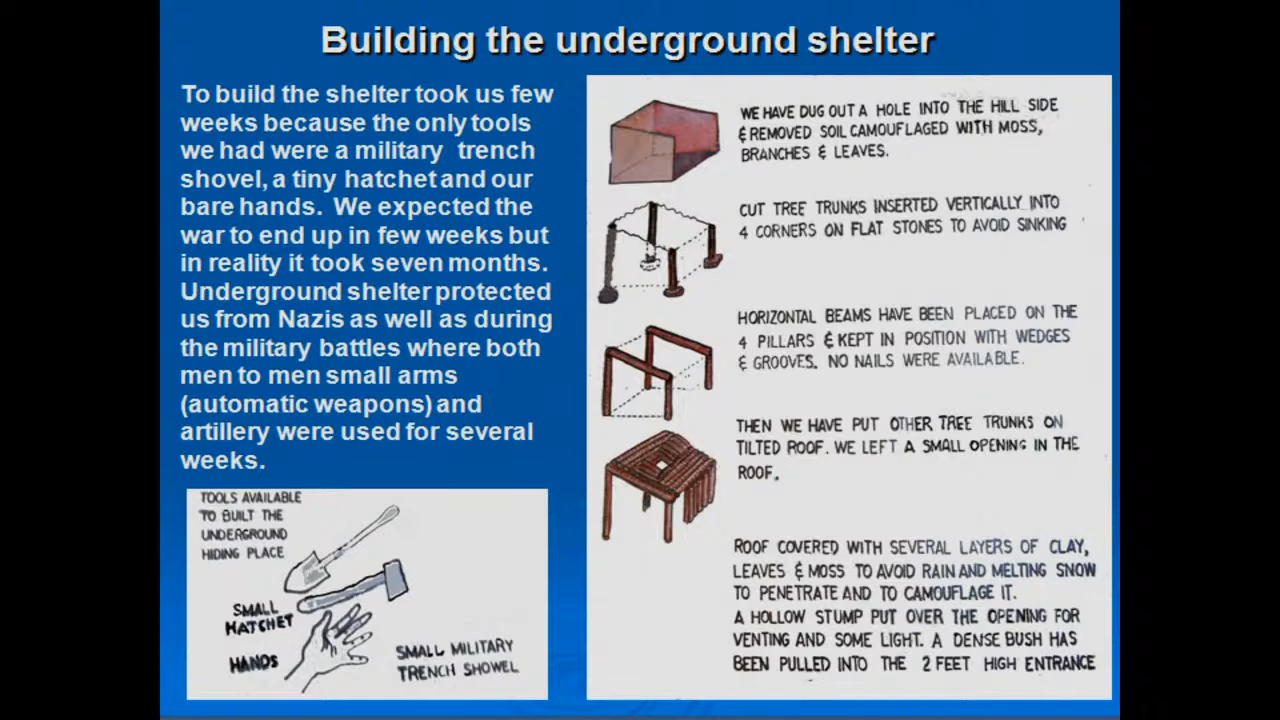 Building the underground shelter
To build the shelter took us few
weeks because the only tools
we had were a military trench
shovel, a tiny hatchet and our
bare hands. We expected the
war to end up in few weeks but
in reality it took seven months.
Underground shelter protected
us from Nazis as well as during
the military battles where both
men to men small arms
(automatic weapons) and
artillery were used for several
weeks.
TOOLS AVAILABLE
TO BUILT THE
UNDERGROUND
HIDING PLACE
SMALL
HATCHET
HANDS
SMALL MILITARY
TRENCH SHOWEL
WE HAVE DUG OUT A HOLE INTO THE HILL SIDE
& REMOVED SOIL CAMOUFLAGED WITH MOSS,
BRANCHES & LEAVES.
CUT TREE TRUNKS INSERTED VERTICALLY INTO
4 CORNERS ON FLAT STONES TO AVOID SINKING
HORIZONTAL BEAMS HAVE BEEN PLACED ON THE
4 PILLARS & KEPT IN POSITION WITH WEDGES
& GROOVES. NO NAILS WERE AVAILABLE.
THEN WE HAVE PUT OTHER TREE TRUNKS ON
TILTED ROOF. WE LEFT A SMALL OPENING IN THE
ROOF.
ROOF COVERED WITH SEVERAL LAYERS OF CLAY,
LEAVES & MOSS TO AVOID RAIN AND MELTING SNOW
TO PENETRATE AND TO CAMOUFLAGE IT.
A HOLLOW STUMP PUT OVER THE OPENING FOR
VENTING AND SOME LIGHT. A DENSE BUSH HAS
BEEN PULLED INTO THE 2 FEET HIGH ENTRANCE